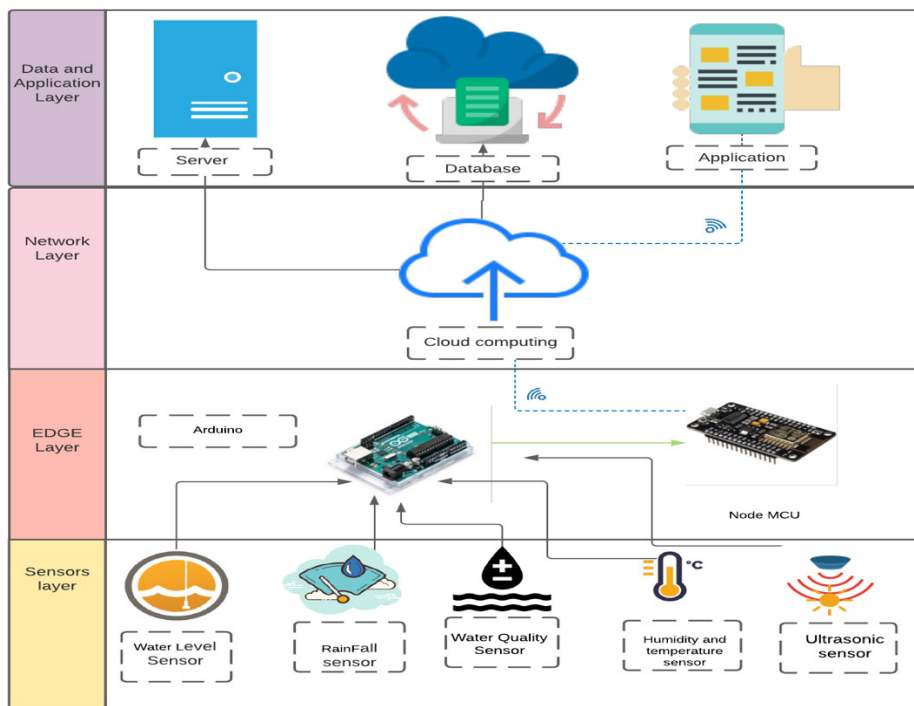 Data and
Application
Layer
Server
Database
Application
Network
Layer
Cloud computing
EDGE
Layer
Arduino
Node MCU
Sensors
layer
°C
Water Level
Sensor
RainFall
sensor
Water Quality
Sensor
Humidity and
temperature
sensor
Ultrasonic
sensor